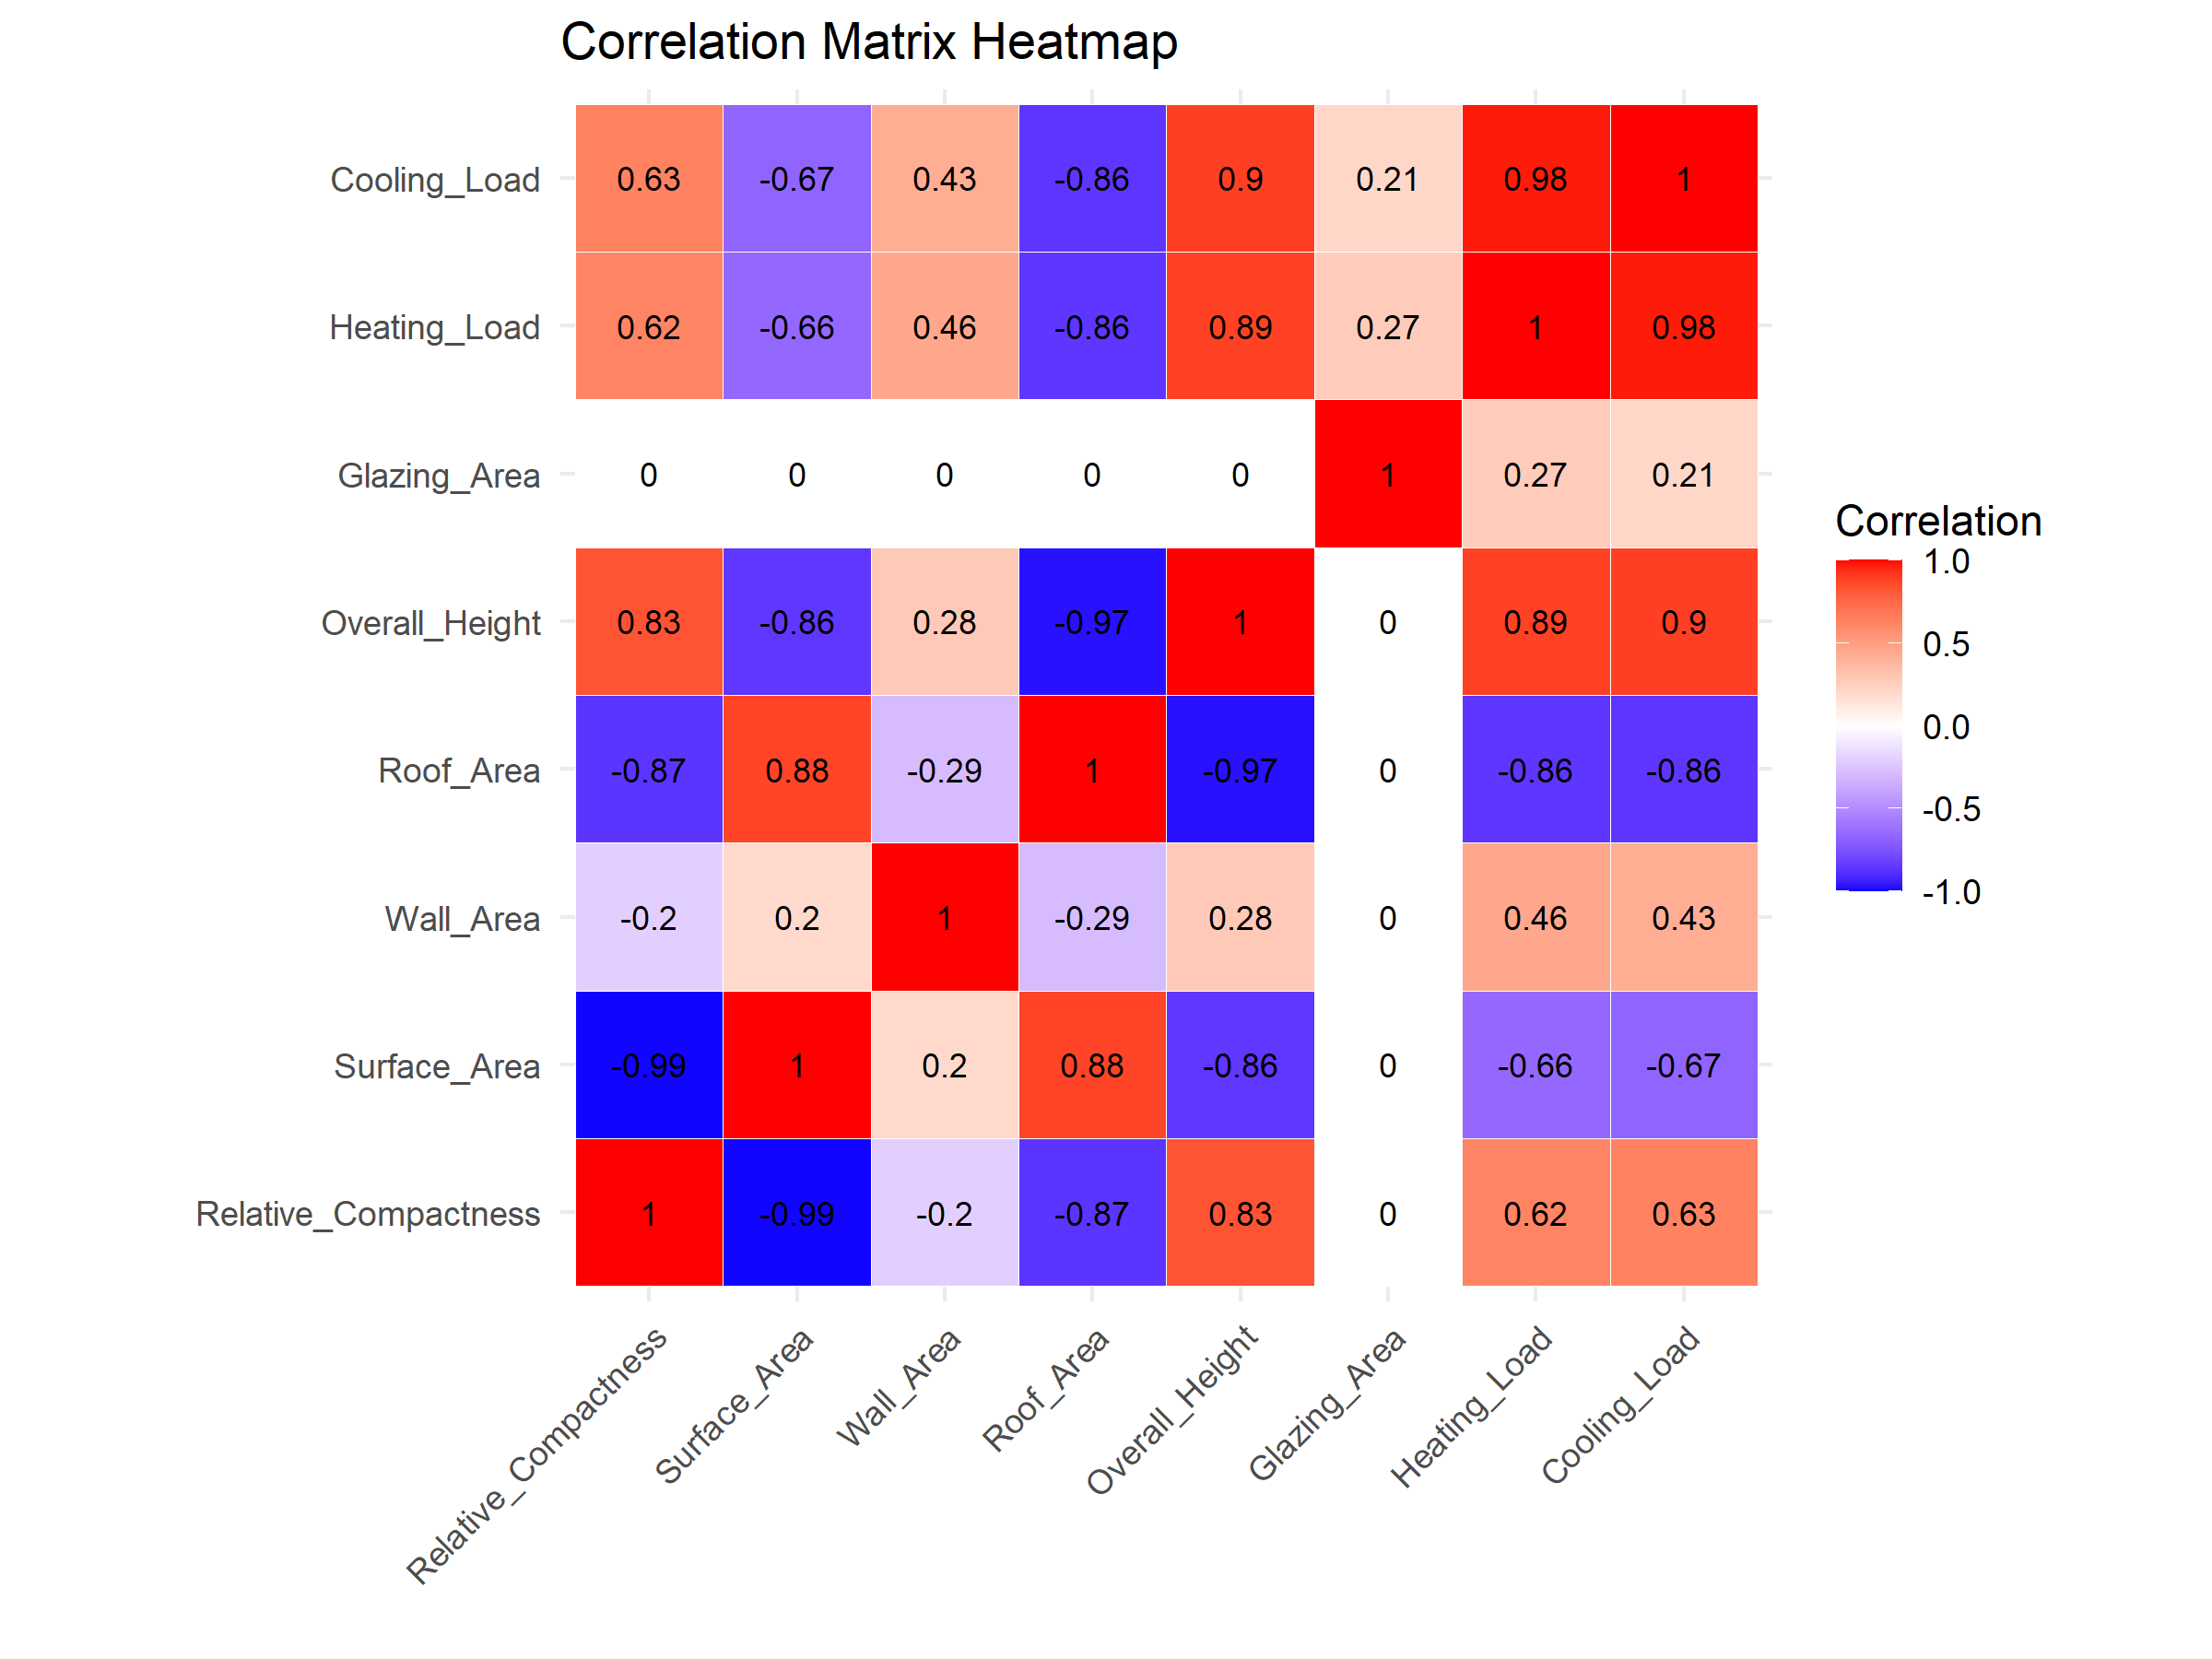 Correlation Matrix Heatmap
Cooling_Load 0.63 -0.67 0.43 -0.86 0.9 0.21 0.98 1
Heating_Load 0.62 -0.66 0.46 -0.86 0.89 0.27 1 0.98
Glazing_Area 0 0 0 0 0 1 0.27 0.21
Overall_Height 0.83 -0.86 0.28 -0.97 1 0 0.89 0.9
Roof_Area -0.87 0.88 -0.29 1 -0.97 0 -0.86 -0.86
Wall_Area -0.2 0.2 1 -0.29 0.28 0 0.46 0.43
Surface_Area -0.99 1 0.2 0.88 -0.86 0 -0.66 -0.67
Relative_Compactness 1 -0.99 -0.2 -0.87 0.83 0 0.62 0.63
Relative_Compactness
Surface_Area
Wall_Area
Roof_Area
Overall_Height
Glazing_Area
Heating_Load
Cooling_Load
Correlation
1.0
0.5
0.0
-0.5
-1.0